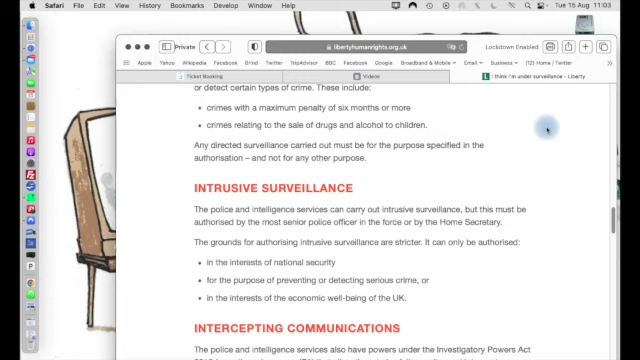 Safari File Edit View History Bookmarks Develop Window Help Tue 15 Aug 11:03
Private libertyhumanrights.org.uk Lockdown Enabled
Apple Yahoo Wikipedia Facebook Brind Twitter TripAdvisor BBC Facebook Google Broadband & Mobile Email Business (12) Home / Twitter
Ticket Booking Videos I think I'm under surveillance - Liberty
or detect certain types of crime. These include:
crimes with a maximum penalty of six months or more
crimes relating to the sale of drugs and alcohol to children.
Any directed surveillance carried out must be for the purpose specified in the
authorisation – and not for any other purpose.
INTRUSIVE SURVEILLANCE
The police and intelligence services can carry out intrusive surveillance, but this must be
authorised by the most senior police officer in the force or by the Home Secretary.
The grounds for authorising intrusive surveillance are stricter. It can only be authorised:
in the interests of national security
for the purpose of preventing or detecting serious crime, or
in the interests of the economic well-being of the UK.
INTERCEPTING COMMUNICATIONS
The police and intelligence services also have powers under the Investigatory Powers Act